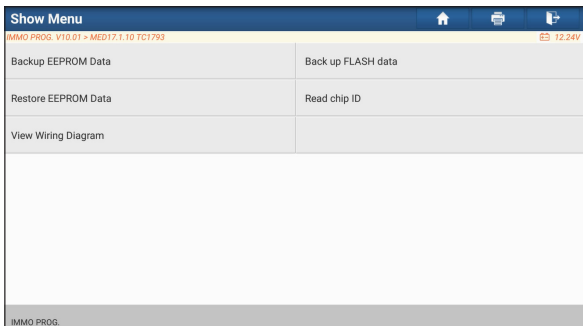 Show Menu
IMMO PROG. V10.01 > MED17.1.10 TC1793
12.24V
Backup EEPROM Data
Back up FLASH data
Restore EEPROM Data
Read chip ID
View Wiring Diagram
IMMO PROG.